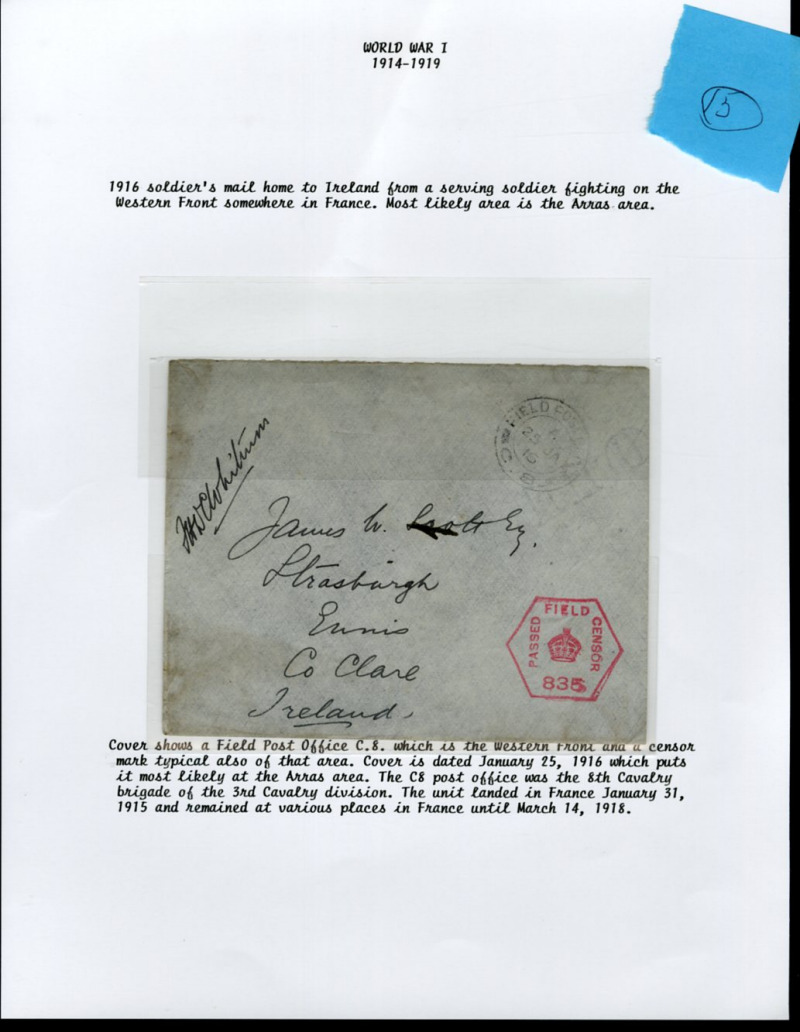 WORLD WAR I
1914-1919
15
1916 soldier's mail home to Ireland from a serving soldier fighting on the
Western Front somewhere in France. Most likely area is the Arras area.
FIELD
25 JA
16
C 8
James W. Esq.
Strasburgh
Ennis
Co Clare
Ireland
PASSED FIELD CENSOR
835
Cover shows a Field Post Office C.8. which is the Western Front and a censor
mark typical also of that area. Cover is dated January 25, 1916 which puts
it most likely at the Arras area. The C8 post office was the 8th Cavalry
brigade of the 3rd Cavalry division. The unit landed in France January 31,
1915 and remained at various places in France until March 14, 1918.